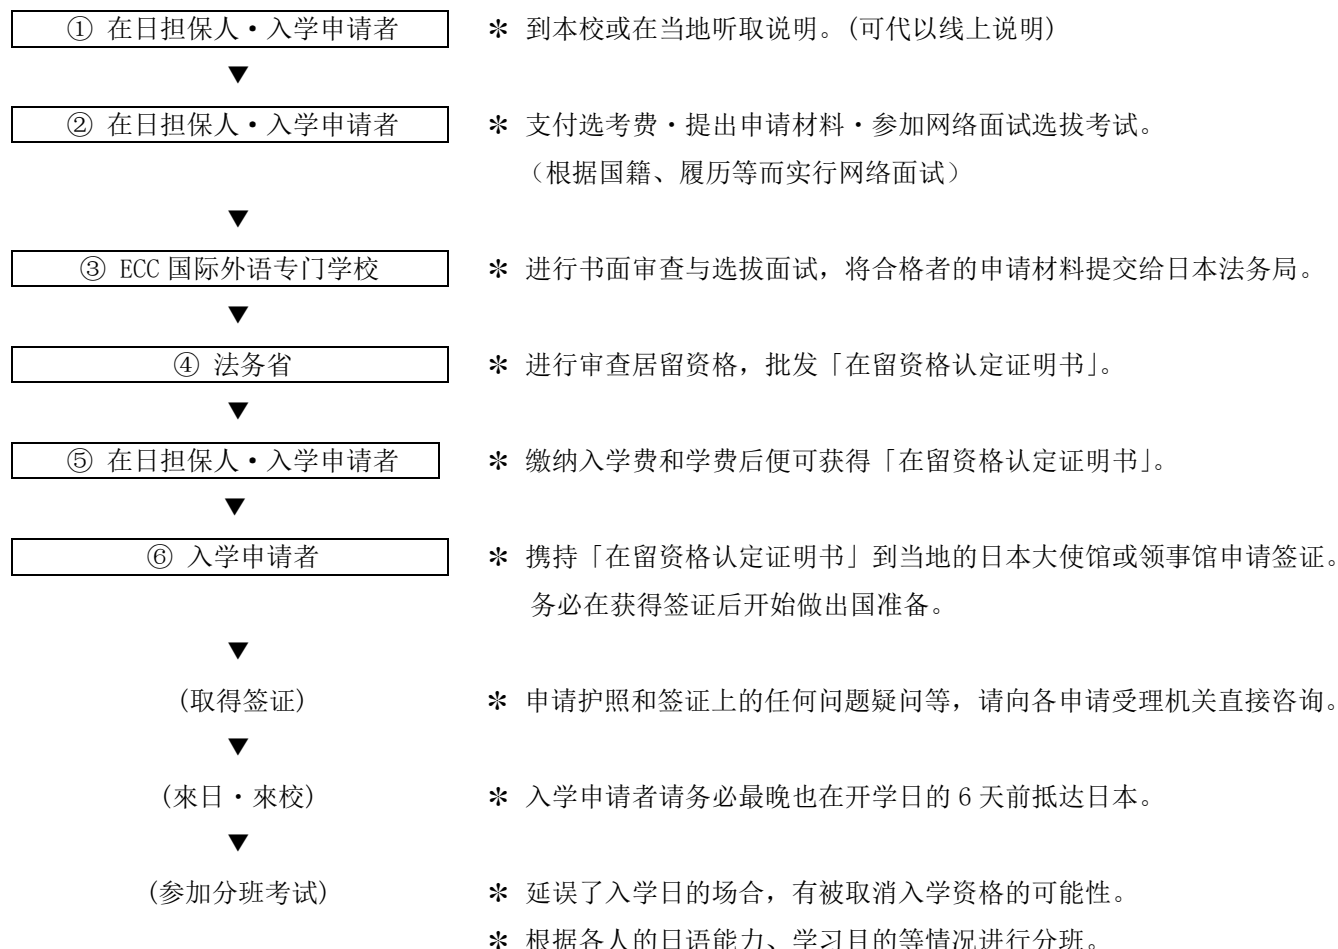 ① 在日担保人・入学申请者 ＊ 到本校或在当地听取说明。(可代以线上说明)
▼
② 在日担保人・入学申请者 ＊ 支付选考费・提出申请材料・参加网络面试选拔考试。
（根据国籍、履历等而实行网络面试）
▼
③ ECC 国际外语专门学校 ＊ 进行书面审查与选拔面试，将合格者的申请材料提交给日本法务局。
▼
④ 法务省 ＊ 进行审查居留资格，批发「在留资格认定证明书」。
▼
⑤ 在日担保人・入学申请者 ＊ 缴纳入学费和学费后便可获得「在留资格认定证明书」。
▼
⑥ 入学申请者 ＊ 携持「在留资格认定证明书」到当地的日本大使馆或领事馆申请签证。
务必在获得签证后开始做出国准备。
▼
(取得签证) ＊ 申请护照和签证上的任何问题疑问等，请向各申请受理机关直接咨询。
▼
(來日・來校) ＊ 入学申请者请务必最晚也在开学日的 6 天前抵达日本。
▼
(参加分班考试) ＊ 延误了入学日的场合，有被取消入学资格的可能性。
＊ 根据各人的日语能力、学习目的等情况进行分班。